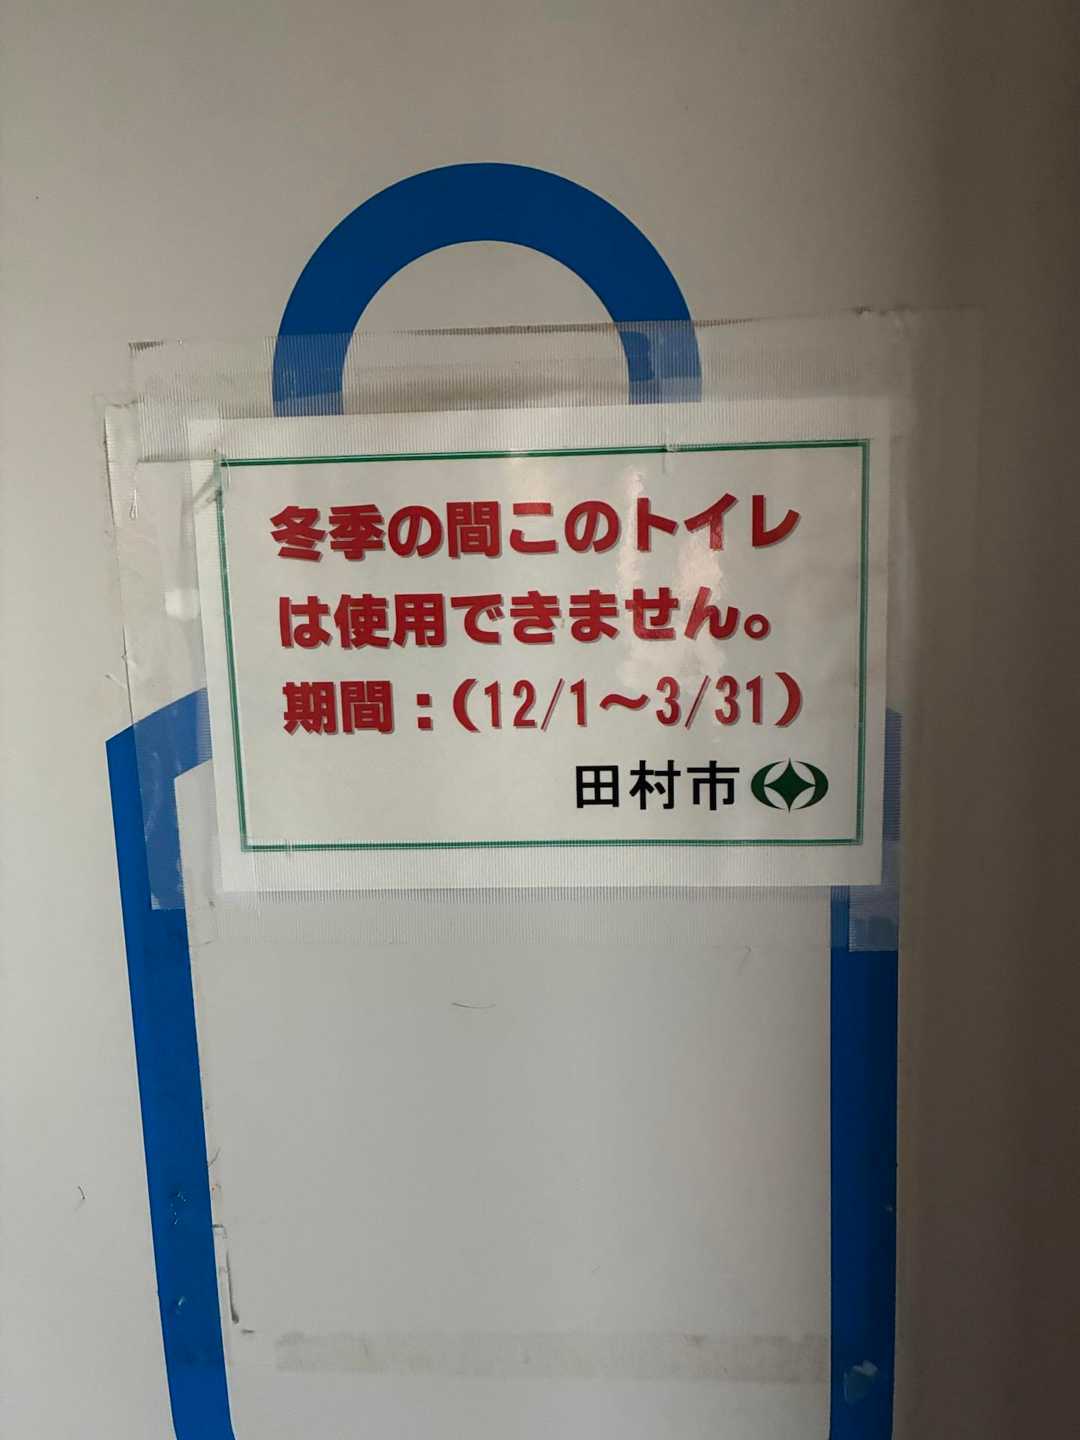 冬季の間このトイレ
は使用できません。
期間：（12/1～3/31）
田村市